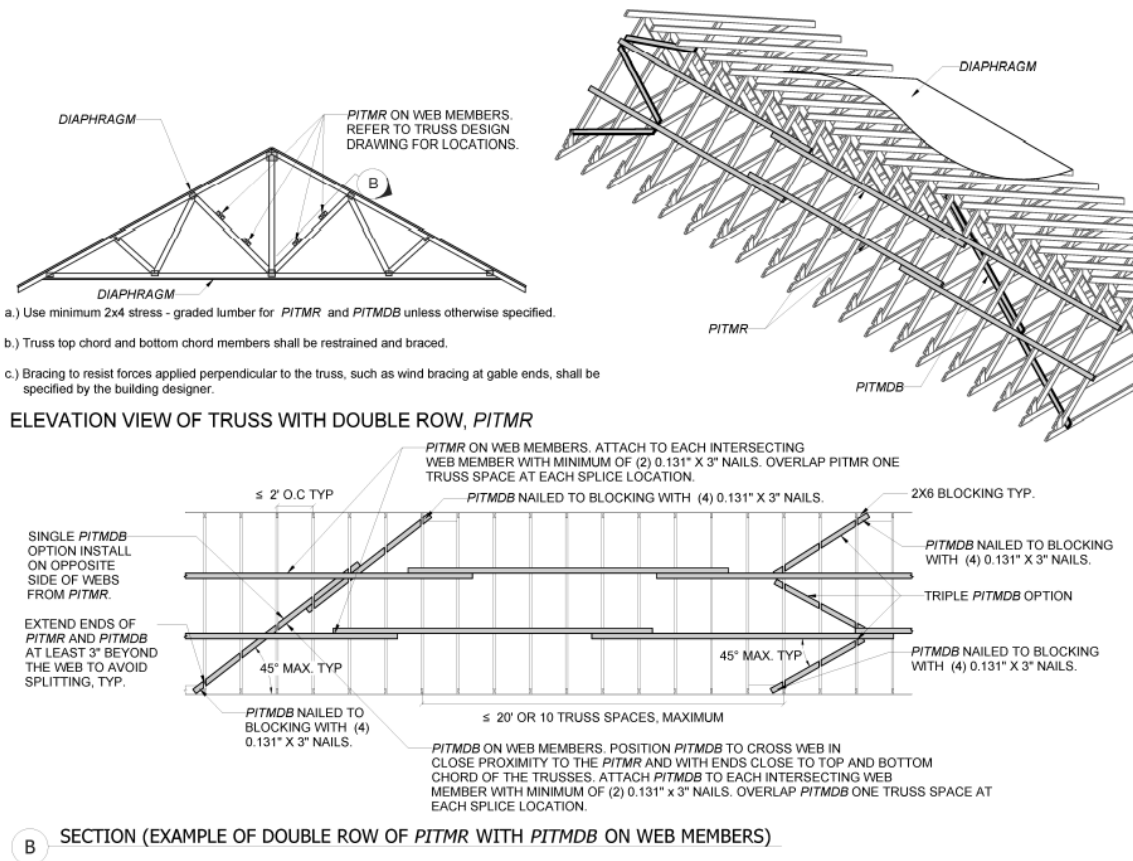 DIAPHRAGM
PITMR ON WEB MEMBERS.
REFER TO TRUSS DESIGN
DRAWING FOR LOCATIONS.
B
DIAPHRAGM
DIAPHRAGM
PITMR
PITMDB
a.) Use minimum 2x4 stress - graded lumber for PITMR and PITMDB unless otherwise specified.
b.) Truss top chord and bottom chord members shall be restrained and braced.
c.) Bracing to resist forces applied perpendicular to the truss, such as wind bracing at gable ends, shall be
specified by the building designer.
ELEVATION VIEW OF TRUSS WITH DOUBLE ROW, PITMR
PITMR ON WEB MEMBERS. ATTACH TO EACH INTERSECTING
WEB MEMBER WITH MINIMUM OF (2) 0.131" X 3" NAILS. OVERLAP PITMR ONE
TRUSS SPACE AT EACH SPLICE LOCATION.
≤ 2' O.C TYP
PITMDB NAILED TO BLOCKING WITH (4) 0.131" X 3" NAILS.
2X6 BLOCKING TYP.
SINGLE PITMDB
OPTION INSTALL
ON OPPOSITE
SIDE OF WEBS
FROM PITMR.
PITMDB NAILED TO BLOCKING
WITH (4) 0.131" X 3" NAILS.
TRIPLE PITMDB OPTION
EXTEND ENDS OF
PITMR AND PITMDB
AT LEAST 3" BEYOND
THE WEB TO AVOID
SPLITTING, TYP.
45° MAX. TYP
45° MAX. TYP
PITMDB NAILED TO BLOCKING
WITH (4) 0.131" X 3" NAILS.
PITMDB NAILED TO
BLOCKING WITH (4)
0.131" X 3" NAILS.
≤ 20' OR 10 TRUSS SPACES, MAXIMUM
PITMDB ON WEB MEMBERS. POSITION PITMDB TO CROSS WEB IN
CLOSE PROXIMITY TO THE PITMR AND WITH ENDS CLOSE TO TOP AND BOTTOM
CHORD OF THE TRUSSES. ATTACH PITMDB TO EACH INTERSECTING WEB
MEMBER WITH MINIMUM OF (2) 0.131" x 3" NAILS. OVERLAP PITMDB ONE TRUSS SPACE AT
EACH SPLICE LOCATION.
B SECTION (EXAMPLE OF DOUBLE ROW OF PITMR WITH PITMDB ON WEB MEMBERS)